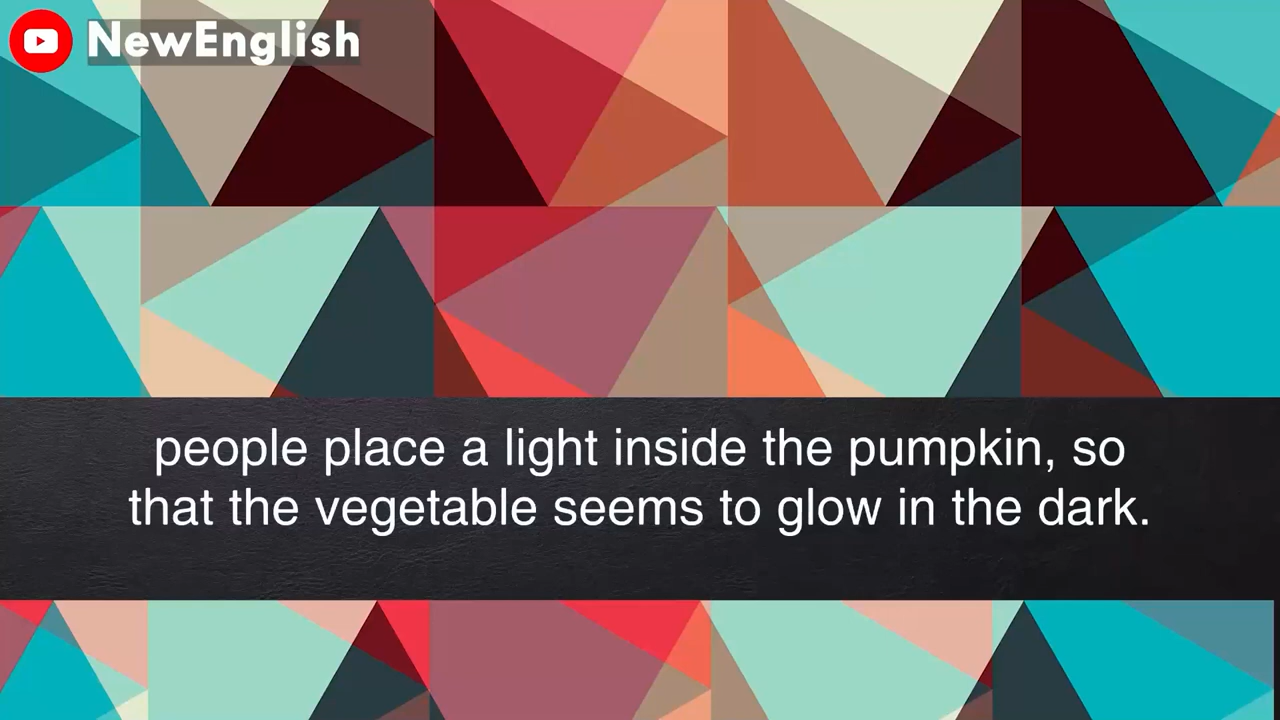 NewEnglish
people place a light inside the pumpkin, so
that the vegetable seems to glow in the dark.